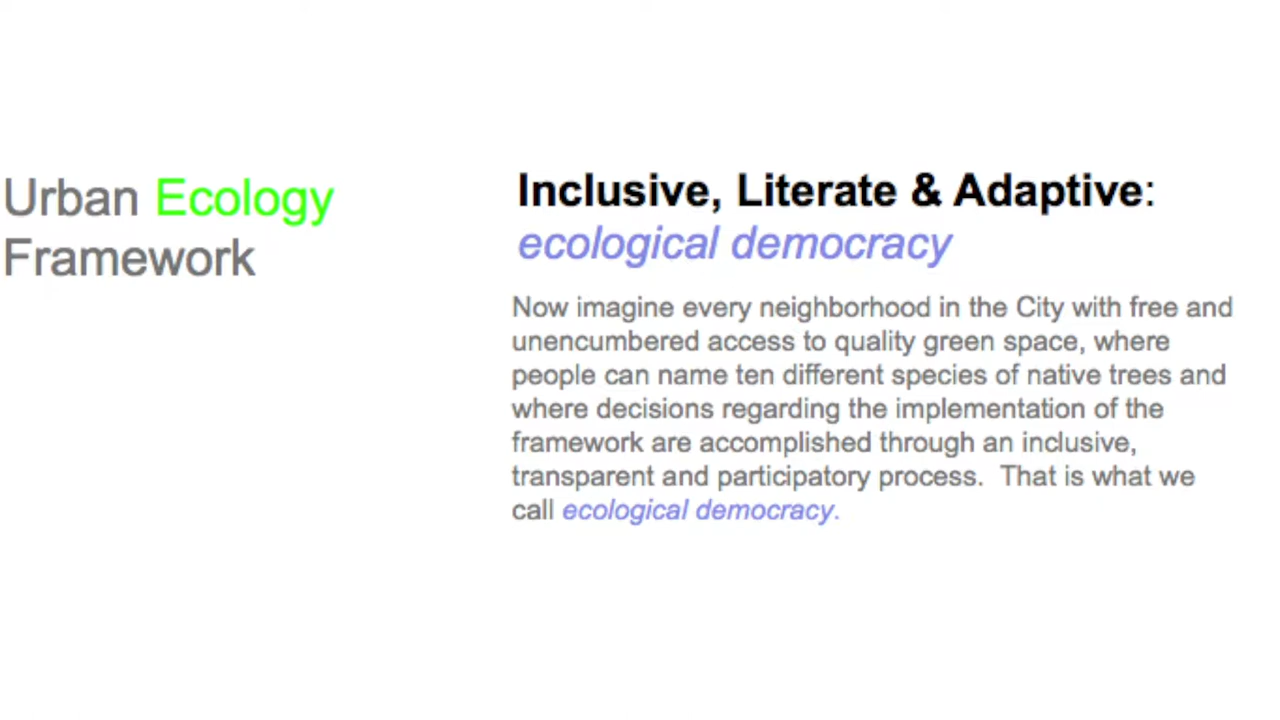 Urban Ecology
Framework
Inclusive, Literate & Adaptive:
ecological democracy
Now imagine every neighborhood in the City with free and
unencumbered access to quality green space, where
people can name ten different species of native trees and
where decisions regarding the implementation of the
framework are accomplished through an inclusive,
transparent and participatory process.  That is what we
call ecological democracy.